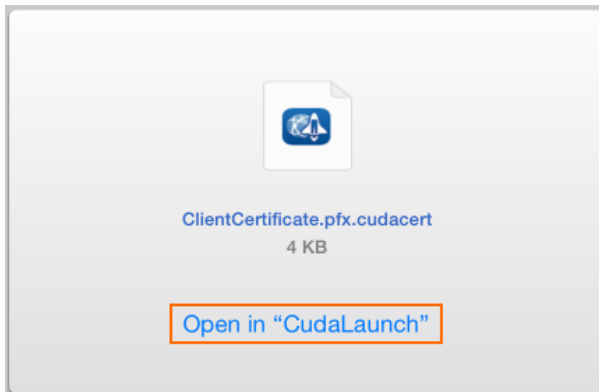 ClientCertificate.pfx.cudacert
4 KB
Open in “CudaLaunch”